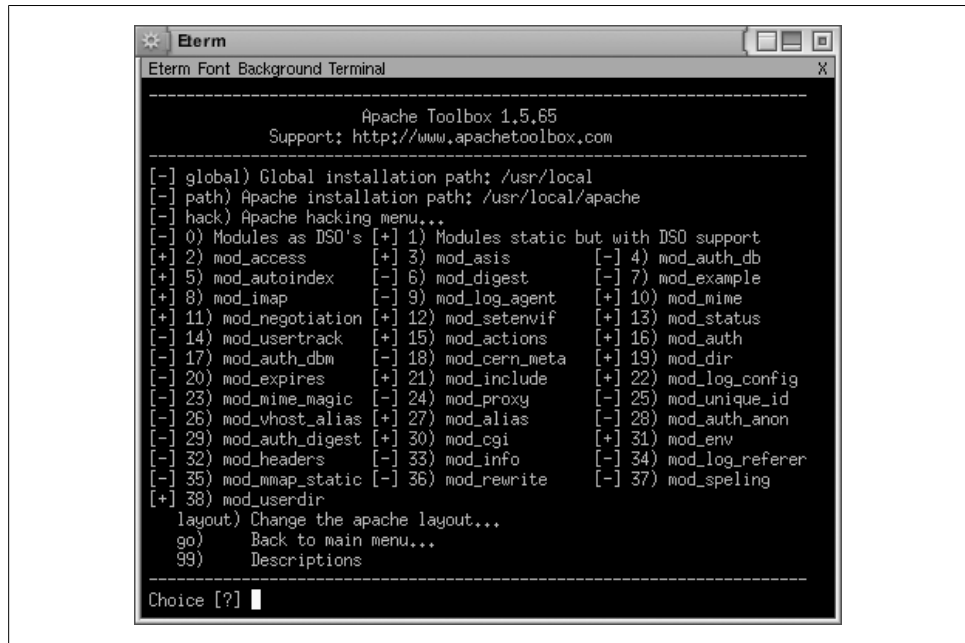 Eterm
Eterm Font Background Terminal X
Apache Toolbox 1.5.65
Support: http://www.apachetoolbox.com
[-] global) Global installation path: /usr/local
[-] path) Apache installation path: /usr/local/apache
[-] hack) Apache hacking menu...
[-] 0) Modules as DSO's [+] 1) Modules static but with DSO support
[+] 2) mod_access [+] 3) mod_asis [-] 4) mod_auth_db
[+] 5) mod_autoindex [-] 6) mod_digest [-] 7) mod_example
[+] 8) mod_imap [-] 9) mod_log_agent [+] 10) mod_mime
[+] 11) mod_negotiation [+] 12) mod_setenvif [+] 13) mod_status
[-] 14) mod_usertrack [+] 15) mod_actions [+] 16) mod_auth
[-] 17) mod_auth_dbm [-] 18) mod_cern_meta [+] 19) mod_dir
[-] 20) mod_expires [+] 21) mod_include [+] 22) mod_log_config
[-] 23) mod_mime_magic [-] 24) mod_proxy [-] 25) mod_unique_id
[-] 26) mod_vhost_alias [+] 27) mod_alias [-] 28) mod_auth_anon
[-] 29) mod_auth_digest [+] 30) mod_cgi [+] 31) mod_env
[-] 32) mod_headers [-] 33) mod_info [-] 34) mod_log_referer
[-] 35) mod_mmap_static [-] 36) mod_rewrite [-] 37) mod_speling
[+] 38) mod_userdir
layout) Change the apache layout...
go) Back to main menu...
99) Descriptions
Choice [?]